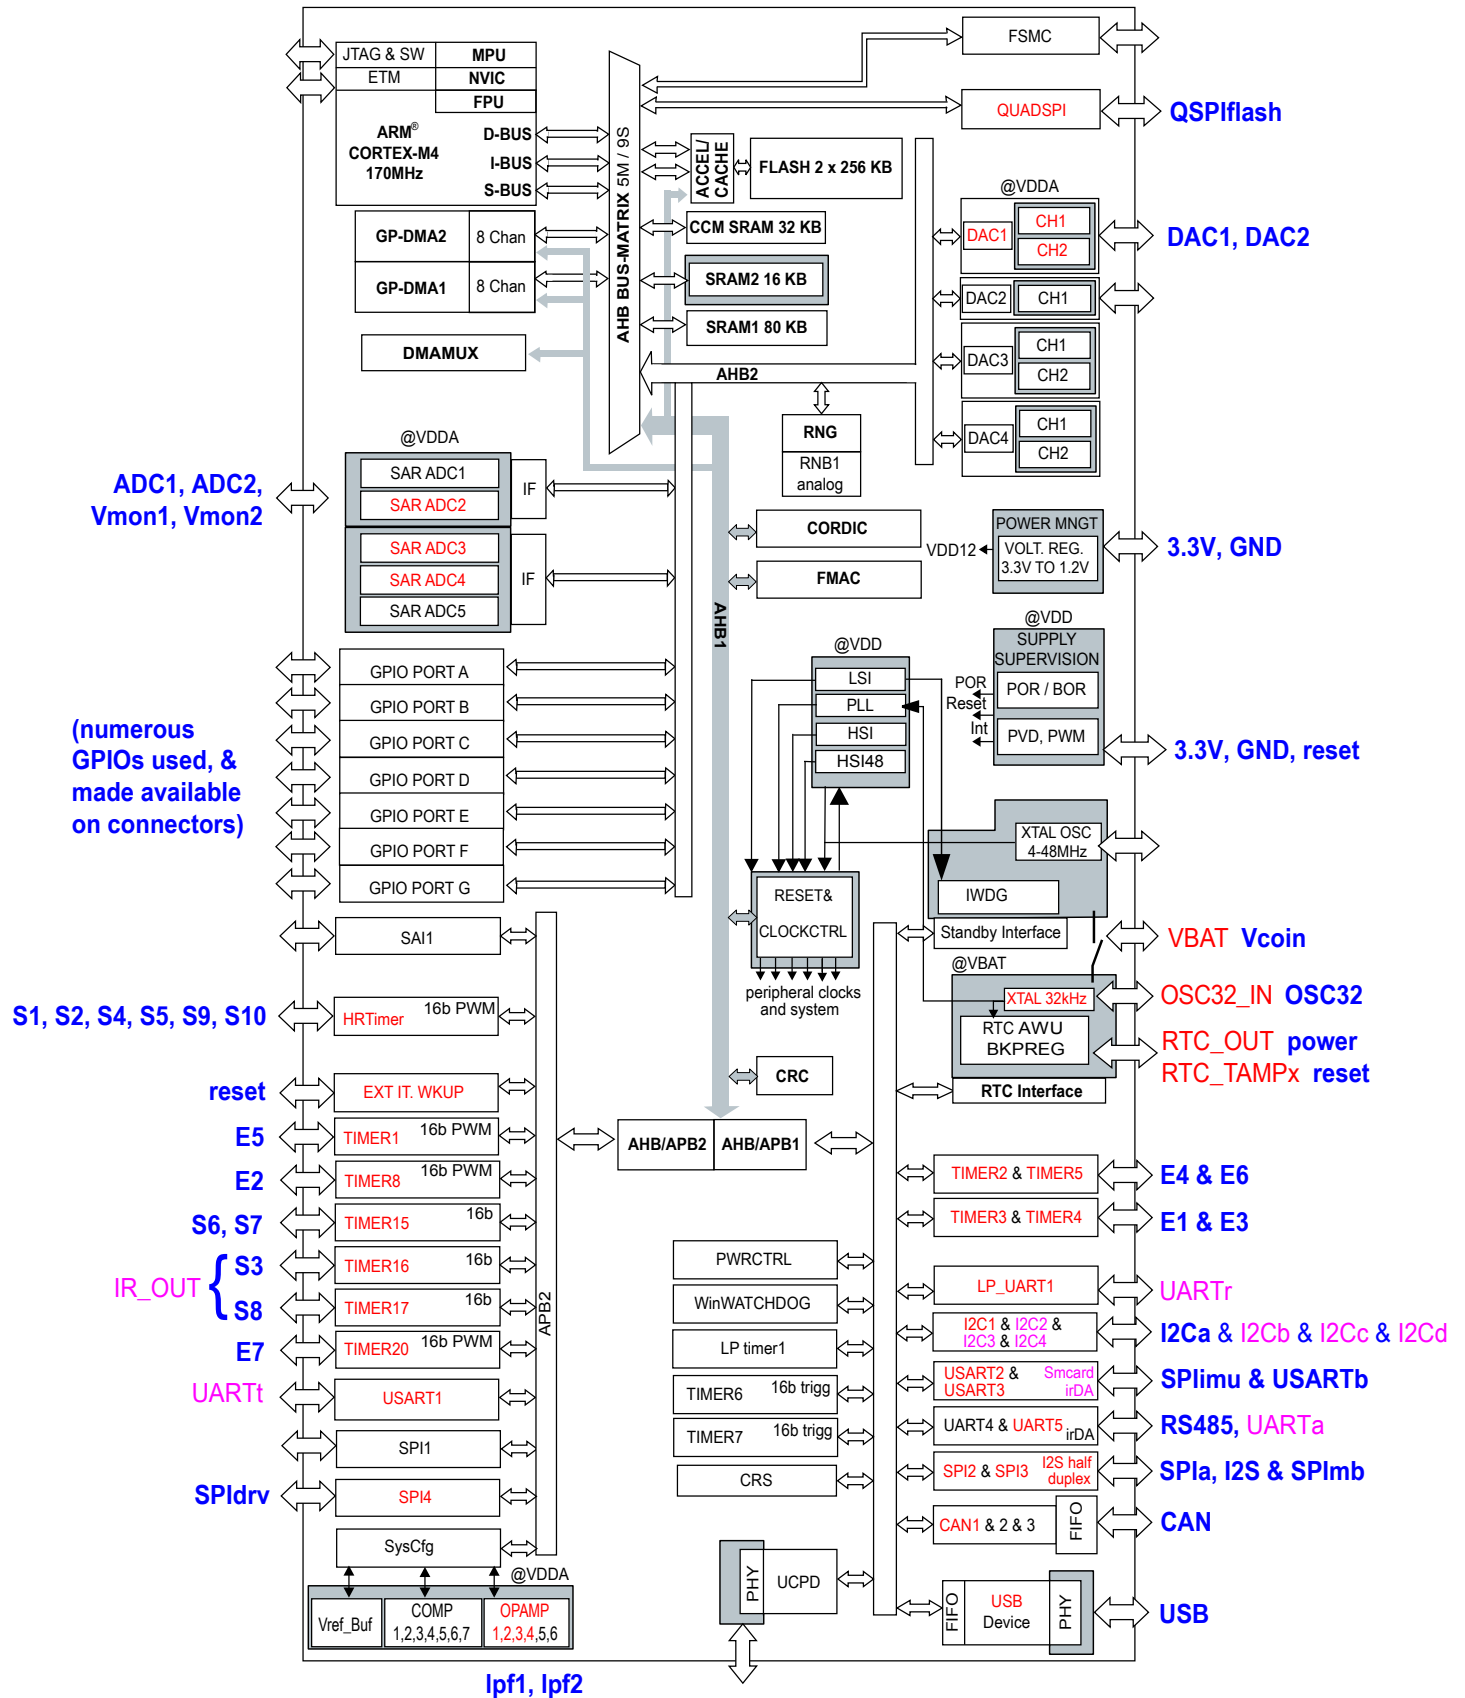 JTAG & SW
MPU
ETM
NVIC
FPU
ARM®
CORTEX-M4
170MHz
D-BUS
I-BUS
S-BUS
GP-DMA2
8 Chan
GP-DMA1
8 Chan
DMAMUX
AHB BUS-MATRIX 5M / 9S
ACCEL/
CACHE
FLASH 2 x 256 KB
CCM SRAM 32 KB
SRAM2 16 KB
SRAM1 80 KB
AHB2
RNG
RNB1
analog
FSMC
QUADSPI
QSPIflash
@VDDA
DAC1
CH1
CH2
DAC1, DAC2
DAC2
CH1
DAC3
CH1
CH2
DAC4
CH1
CH2
@VDDA
SAR ADC1
SAR ADC2
IF
SAR ADC3
SAR ADC4
SAR ADC5
IF
ADC1, ADC2,
Vmon1, Vmon2
CORDIC
FMAC
AHB1
POWER MNGT
VDD12
VOLT. REG.
3.3V TO 1.2V
3.3V, GND
@VDD
SUPPLY
SUPERVISION
POR / BOR
PVD, PWM
POR
Reset
Int
3.3V, GND, reset
GPIO PORT A
GPIO PORT B
GPIO PORT C
GPIO PORT D
GPIO PORT E
GPIO PORT F
GPIO PORT G
(numerous
GPIOs used, &
made available
on connectors)
@VDD
LSI
PLL
HSI
HSI48
RESET&
CLOCKCTRL
peripheral clocks
and system
XTAL OSC
4-48MHz
IWDG
Standby Interface
VBAT Vcoin
@VBAT
XTAL 32kHz
OSC32_IN OSC32
RTC AWU
BKPREG
RTC_OUT power
RTC_TAMPx reset
RTC Interface
CRC
AHB/APB2
AHB/APB1
SAI1
S1, S2, S4, S5, S9, S10
HRTimer
16b PWM
reset
EXT IT. WKUP
E5
TIMER1
16b PWM
E2
TIMER8
16b PWM
S6, S7
TIMER15
16b
IR_OUT
{
S3
TIMER16
16b
S8
TIMER17
16b
E7
TIMER20
16b PWM
UARTt
USART1
SPI1
SPIdrv
SPI4
SysCfg
APB2
@VDDA
Vref_Buf
COMP
1,2,3,4,5,6,7
OPAMP
1,2,3,4,5,6
Ipf1, Ipf2
PWRCTRL
WinWATCHDOG
LP timer1
TIMER6
16b trigg
TIMER7
16b trigg
CRS
PHY
UCPD
TIMER2 & TIMER5
E4 & E6
TIMER3 & TIMER4
E1 & E3
LP_UART1
UARTr
I2C1 & I2C2 &
I2C3 & I2C4
I2Ca & I2Cb & I2Cc & I2Cd
USART2 &
USART3
Smcard
irDA
SPIimu & USARTb
UART4 & UART5
irDA
RS485, UARTa
SPI2 & SPI3
I2S half
duplex
SPIa, I2S & SPImb
CAN1 & 2 & 3
FIFO
CAN
FIFO
USB
Device
PHY
USB